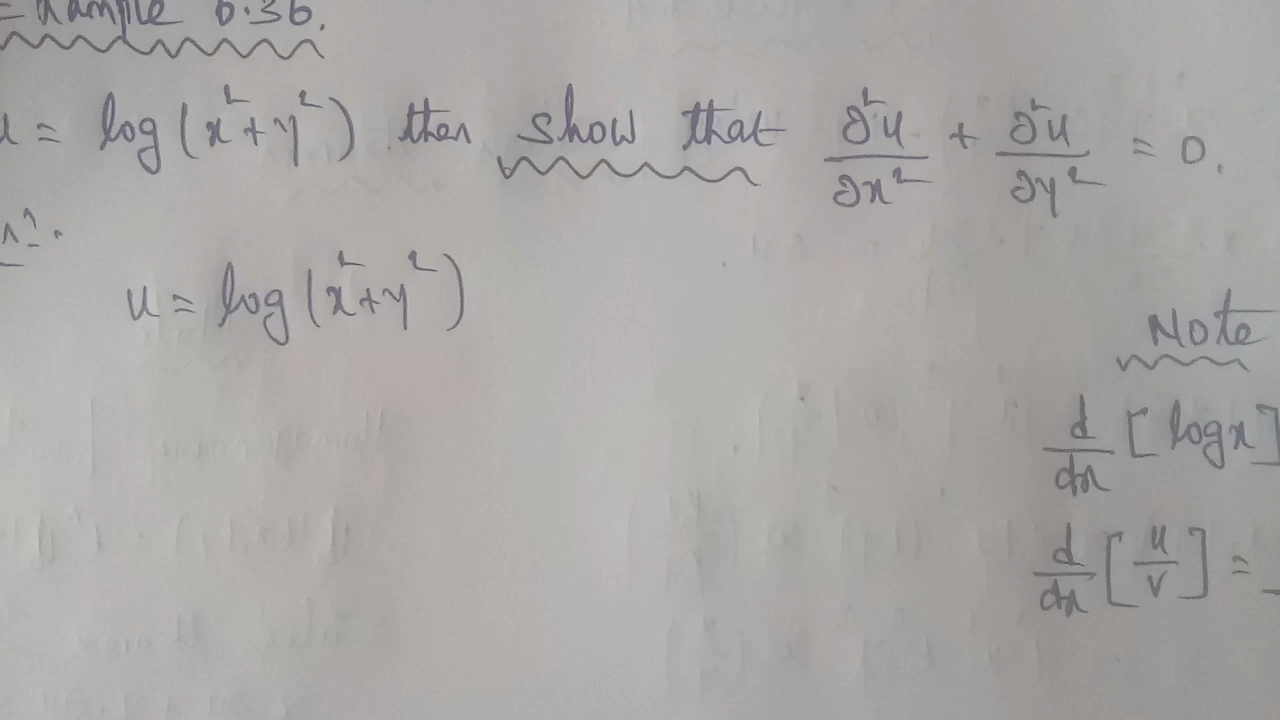 Example 6.36.
u = log(x²+y²) then show that ∂²u/∂x² + ∂²u/∂y² = 0.
u = log(x²+y²)
Note
d/dx [logx]
d/dx [u/v] =